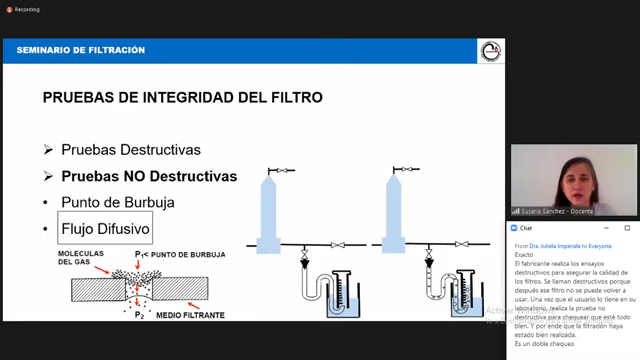 Recording
SEMINARIO DE FILTRACIÓN
PRUEBAS DE INTEGRIDAD DEL FILTRO
➢ Pruebas Destructivas
➢ Pruebas NO Destructivas
• Punto de Burbuja
• Flujo Difusivo
MOLECULAS
DEL GAS
P₁< PUNTO DE BURBUJA
P₂
MEDIO FILTRANTE
Susana Sánchez - Docente
Chat
From Dra. Julieta Imperiale to Everyone
Exacto
El fabricante realiza los ensayos
destructivos para asegurar la calidad de
los filtros. Se llaman destructivos porque
después ese filtro no se puede volver a
usar. Una vez que el usuario lo tiene en su
laboratorio, realiza la prueba no
destructiva para chequear que esté todo
bien. Y por ende que la filtración haya
estado bien realizada.
Es un doble chequeo